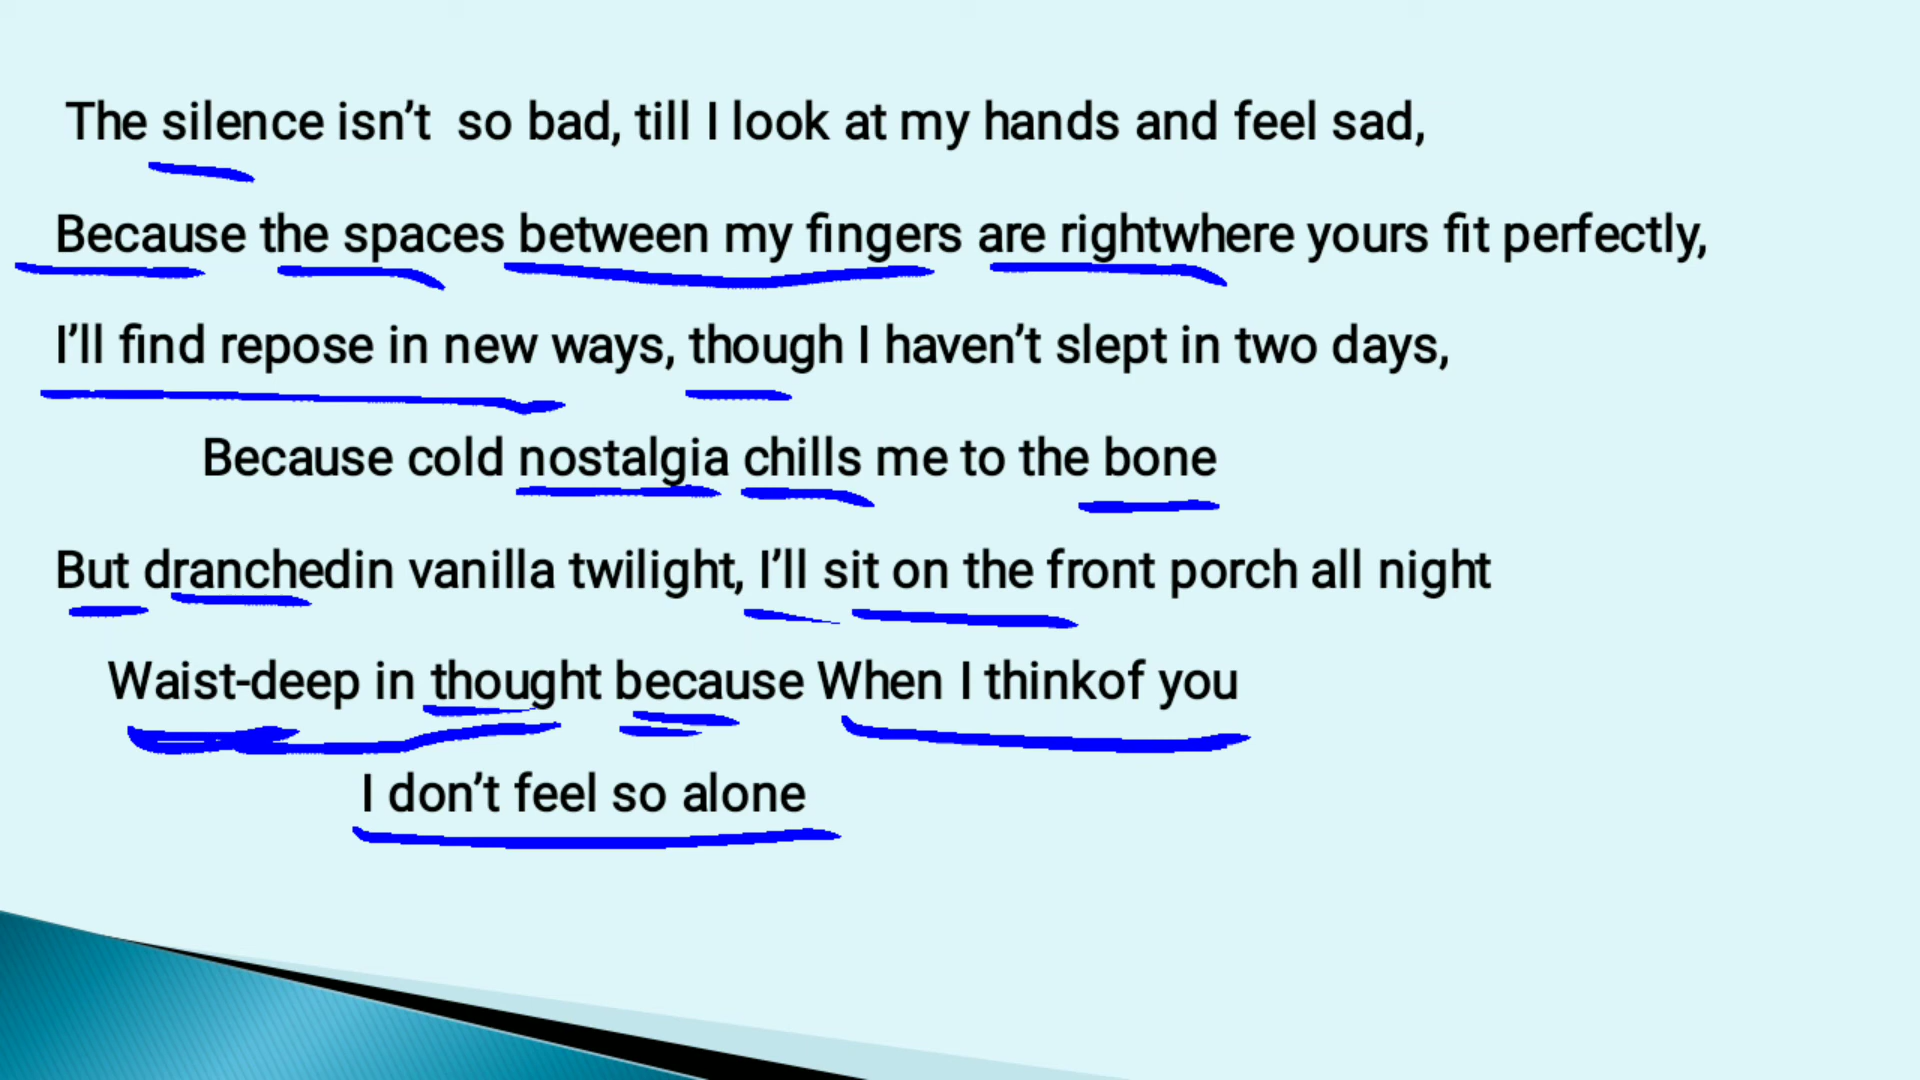 The silence isn’t  so bad, till I look at my hands and feel sad,
Because the spaces between my fingers are rightwhere yours fit perfectly,
I’ll find repose in new ways, though I haven’t slept in two days,
Because cold nostalgia chills me to the bone
But dranchedin vanilla twilight, I’ll sit on the front porch all night
Waist-deep in thought because When I thinkof you
I don’t feel so alone